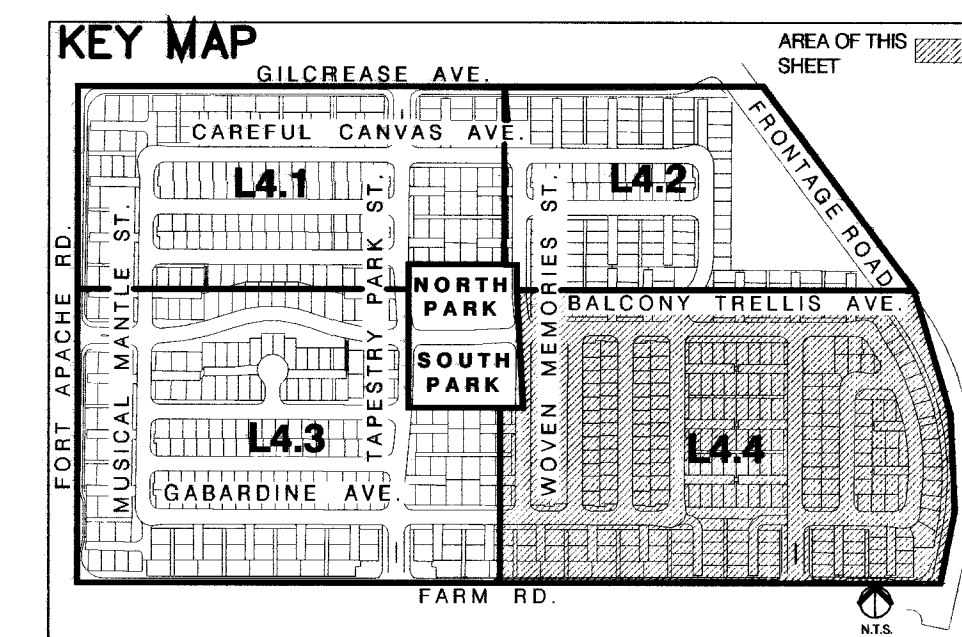 KEY MAP
AREA OF THIS
SHEET
GILCREASE AVE.
CAREFUL CANVAS AVE.
FRONTAGE ROAD
L4.1
L4.2
FORT APACHE RD.
MUSICAL MANTLE ST.
TAPESTRY PARK ST.
WOVEN MEMORIES ST.
NORTH
PARK
BALCONY TRELLIS AVE.
SOUTH
PARK
L4.3
L4.4
GABARDINE AVE.
FARM RD.
N.T.S.